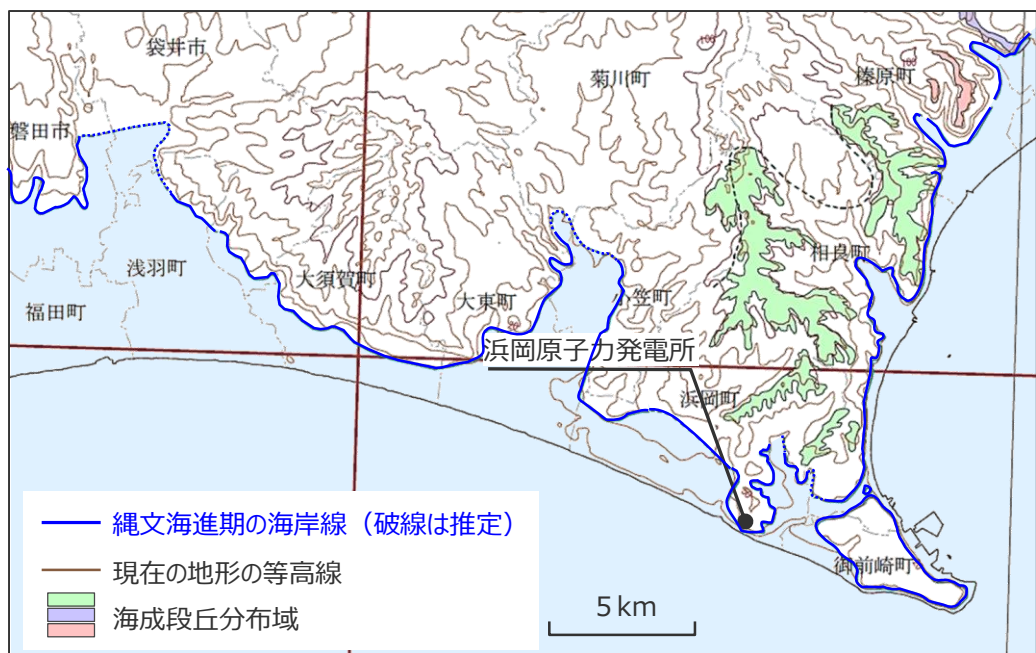 袋井市
菊川町
榛原町
磐田市
浅羽町
大須賀町
相良町
福田町
大東町
小笠町
浜岡原子力発電所
浜岡町
縄文海進期の海岸線（破線は推定）
現在の地形の等高線
海成段丘分布域
5 km
御前崎町